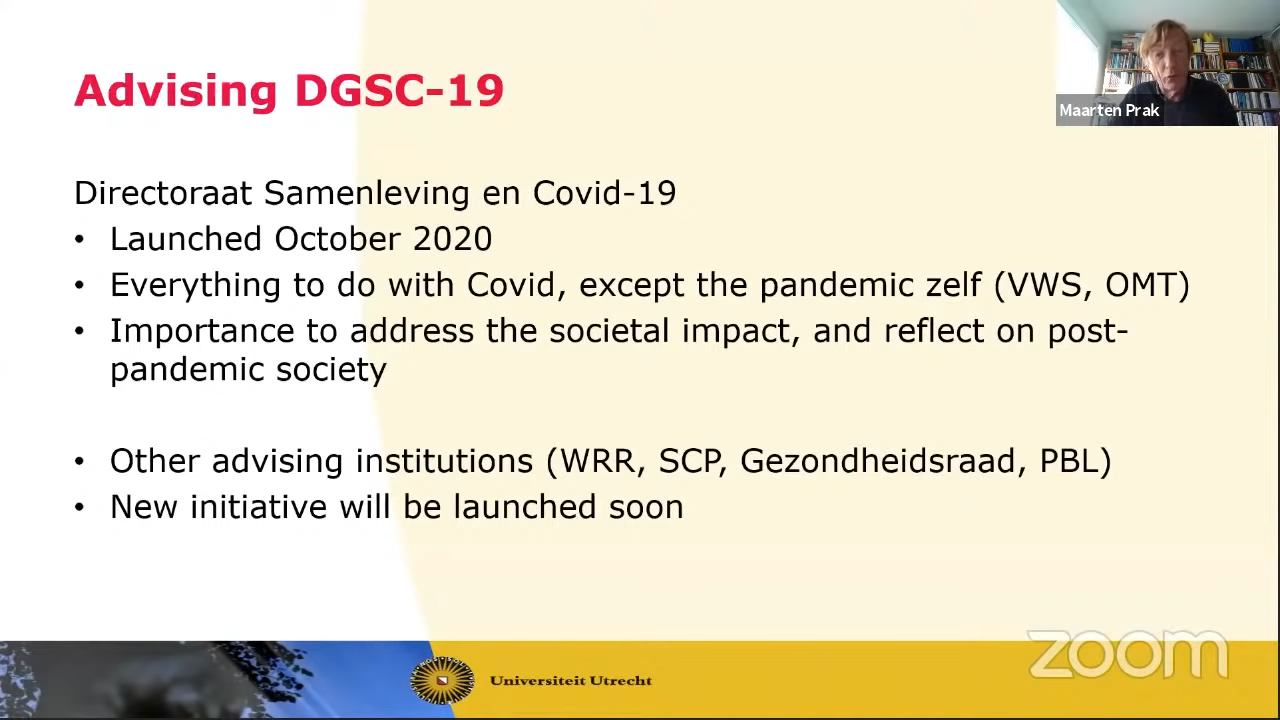 Advising DGSC-19
Maarten Prak
Directoraat Samenleving en Covid-19
• Launched October 2020
• Everything to do with Covid, except the pandemic zelf (VWS, OMT)
• Importance to address the societal impact, and reflect on post-
pandemic society
• Other advising institutions (WRR, SCP, Gezondheidsraad, PBL)
• New initiative will be launched soon
zoom
Universiteit Utrecht